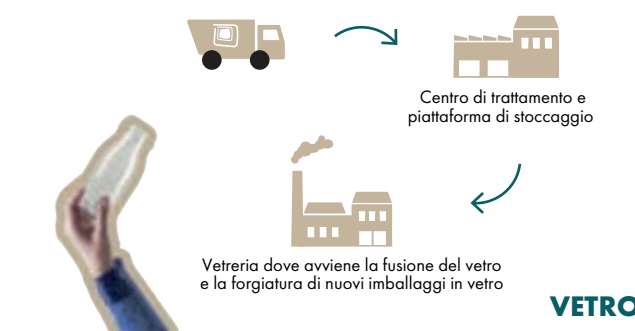 Centro di trattamento e
piattaforma di stoccaggio
Vetreria dove avviene la fusione del vetro
e la forgiatura di nuovi imballaggi in vetro
VETRO